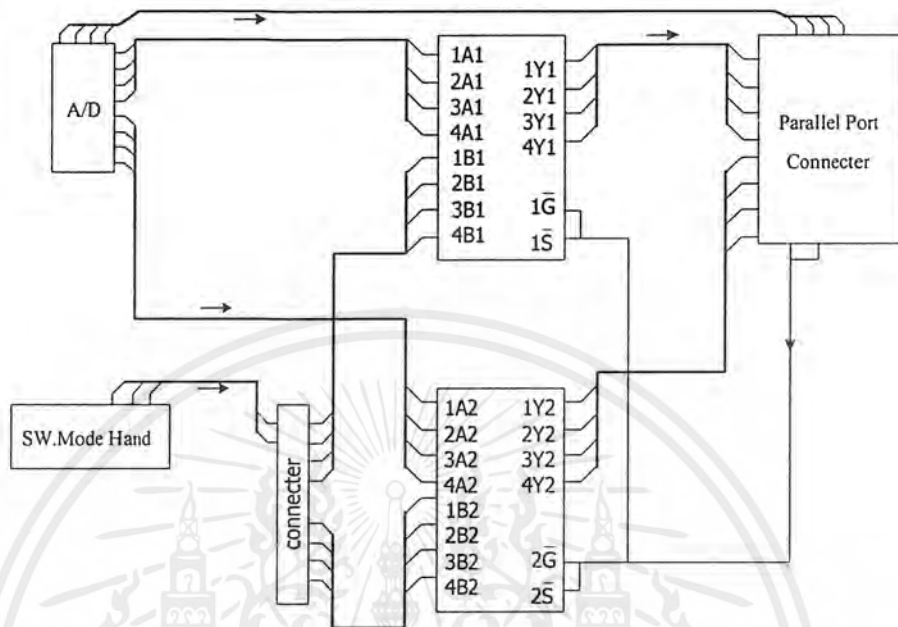 A/D
1A1
2A1
3A1
4A1
1B1
2B1
3B1
4B1
1Y1
2Y1
3Y1
4Y1
1G̅
1S̅
Parallel Port
Connecter
SW.Mode Hand
connecter
1A2
2A2
3A2
4A2
1B2
2B2
3B2
4B2
1Y2
2Y2
3Y2
4Y2
2G̅
2S̅